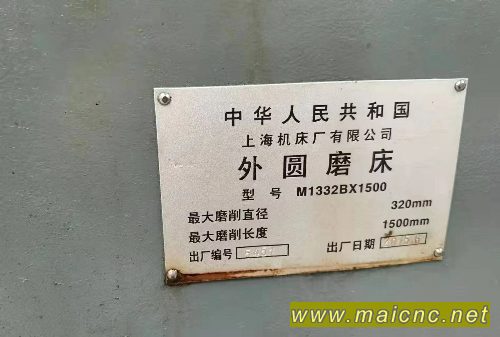 中华人民共和国
上海机床厂有限公司
外圆磨床
型号 M1332BX1500
最大磨削直径 320mm
最大磨削长度 1500mm
出厂编号
出厂日期
www.maicnc.net